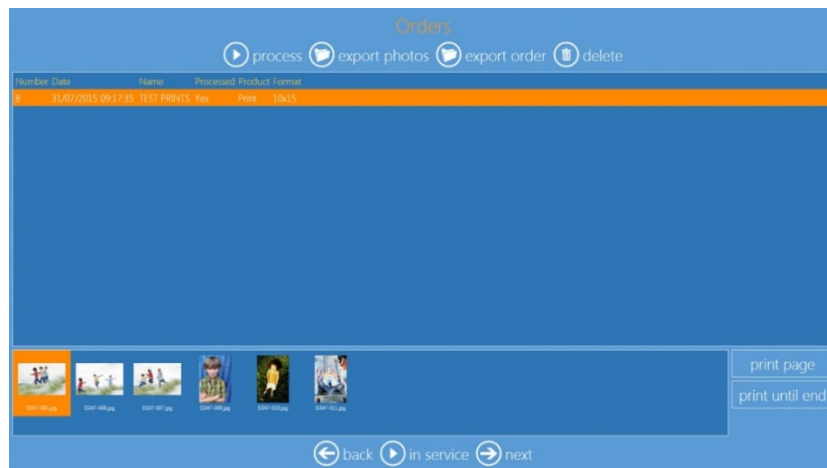 Orders
process export photos export order delete
Number Date Name Processed Product Format
8 31/07/2015 09:17:35 TEST PRINTS Yes Print 10x15
print page
print until end
back in service next